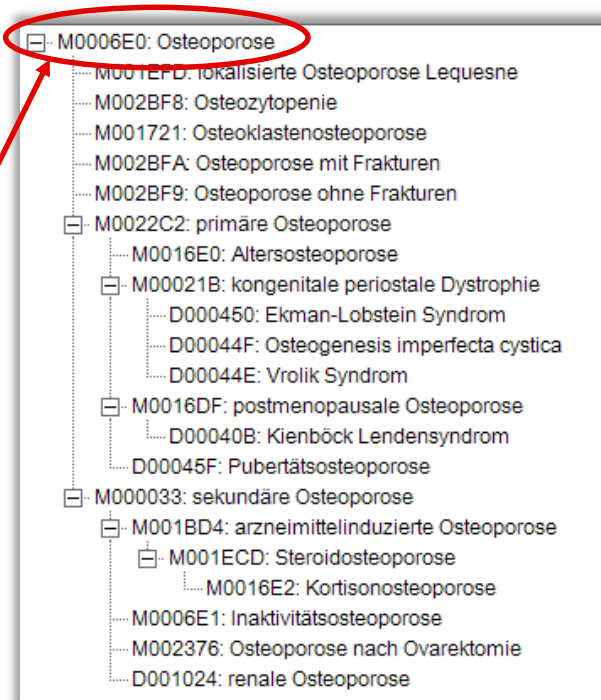 M0006E0: Osteoporose
M001EFD: lokalisierte Osteoporose Lequesne
M002BF8: Osteozytopenie
M001721: Osteoklastenosteoporose
M002BFA: Osteoporose mit Frakturen
M002BF9: Osteoporose ohne Frakturen
M0022C2: primäre Osteoporose
M0016E0: Altersosteoporose
M00021B: kongenitale periostale Dystrophie
D000450: Ekman-Lobstein Syndrom
D00044F: Osteogenesis imperfecta cystica
D00044E: Vrolik Syndrom
M0016DF: postmenopausale Osteoporose
D00040B: Kienböck Lendensyndrom
D00045F: Pubertätsosteoporose
M000033: sekundäre Osteoporose
M001BD4: arzneimittelinduzierte Osteoporose
M001ECD: Steroidosteoporose
M0016E2: Kortisonosteoporose
M0006E1: Inaktivitätsosteoporose
M002376: Osteoporose nach Ovarektomie
D001024: renale Osteoporose